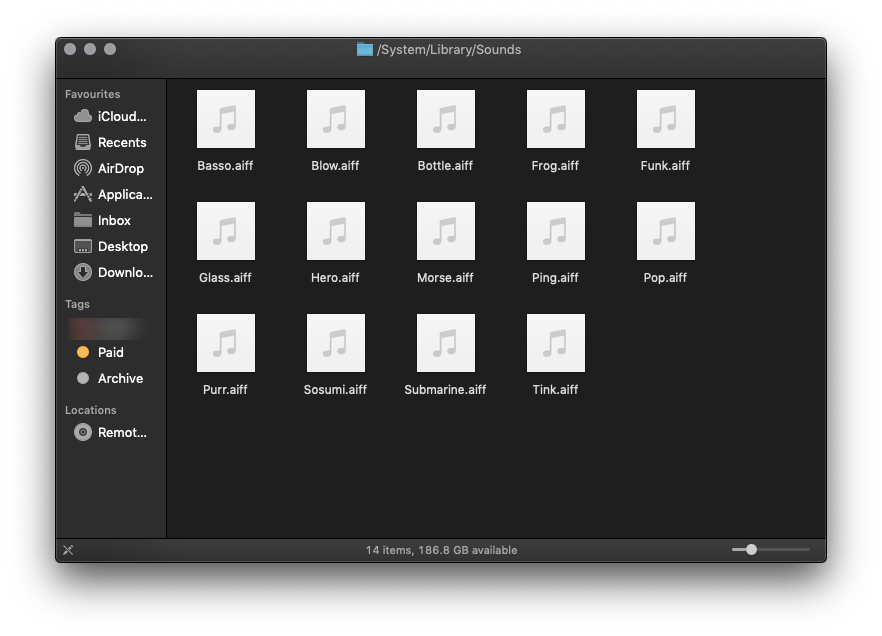 /System/Library/Sounds
Favourites
iCloud...
Recents
AirDrop
Applica...
Inbox
Desktop
Downlo...
Tags
Paid
Archive
Locations
Remot...
Basso.aiff
Blow.aiff
Bottle.aiff
Frog.aiff
Funk.aiff
Glass.aiff
Hero.aiff
Morse.aiff
Ping.aiff
Pop.aiff
Purr.aiff
Sosumi.aiff
Submarine.aiff
Tink.aiff
14 items, 186.8 GB available